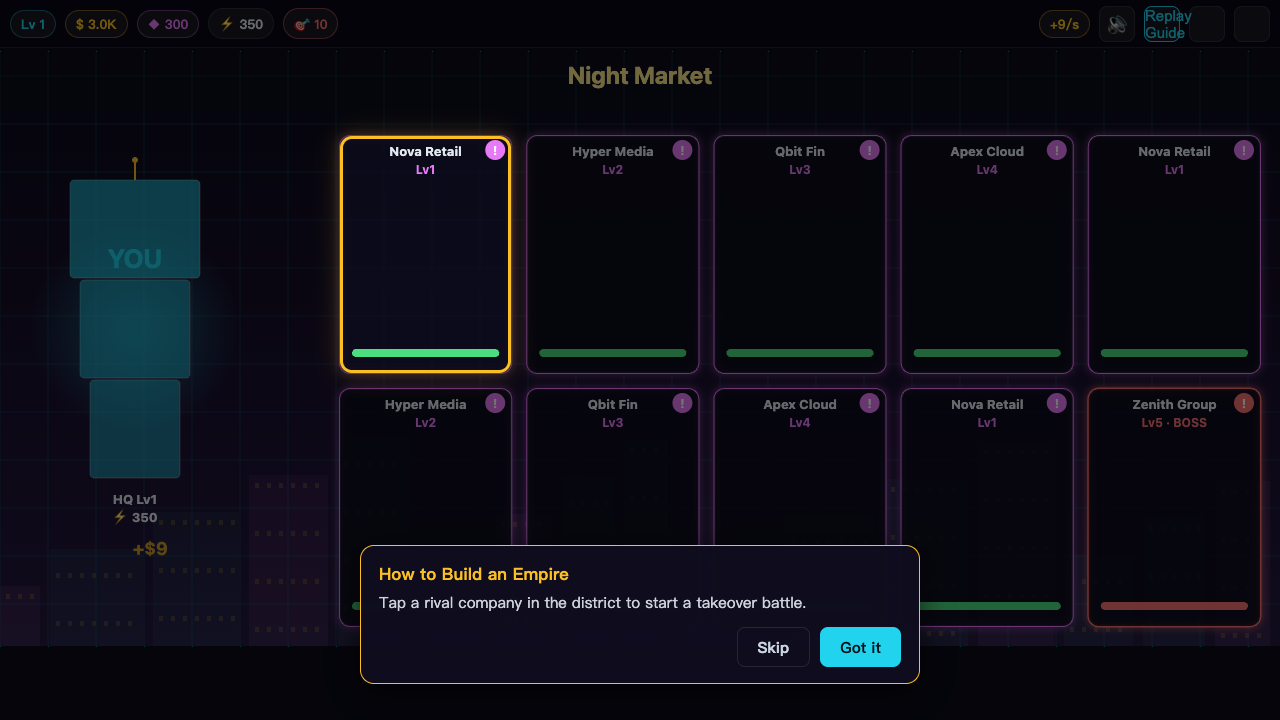 Lv 1
$ 3.0K
◆ 300
⚡ 350
10
+9/s
Replay
Guide
Night Market
Nova Retail
!
Lv1
Hyper Media
!
Lv2
Qbit Fin
!
Lv3
Apex Cloud
!
Lv4
Nova Retail
!
Lv1
YOU
HQ Lv1
⚡ 350
+$9
Hyper Media
!
Lv2
Qbit Fin
!
Lv3
Apex Cloud
!
Lv4
Nova Retail
!
Lv1
Zenith Group
!
Lv5 · BOSS
How to Build an Empire
Tap a rival company in the district to start a takeover battle.
Skip
Got it